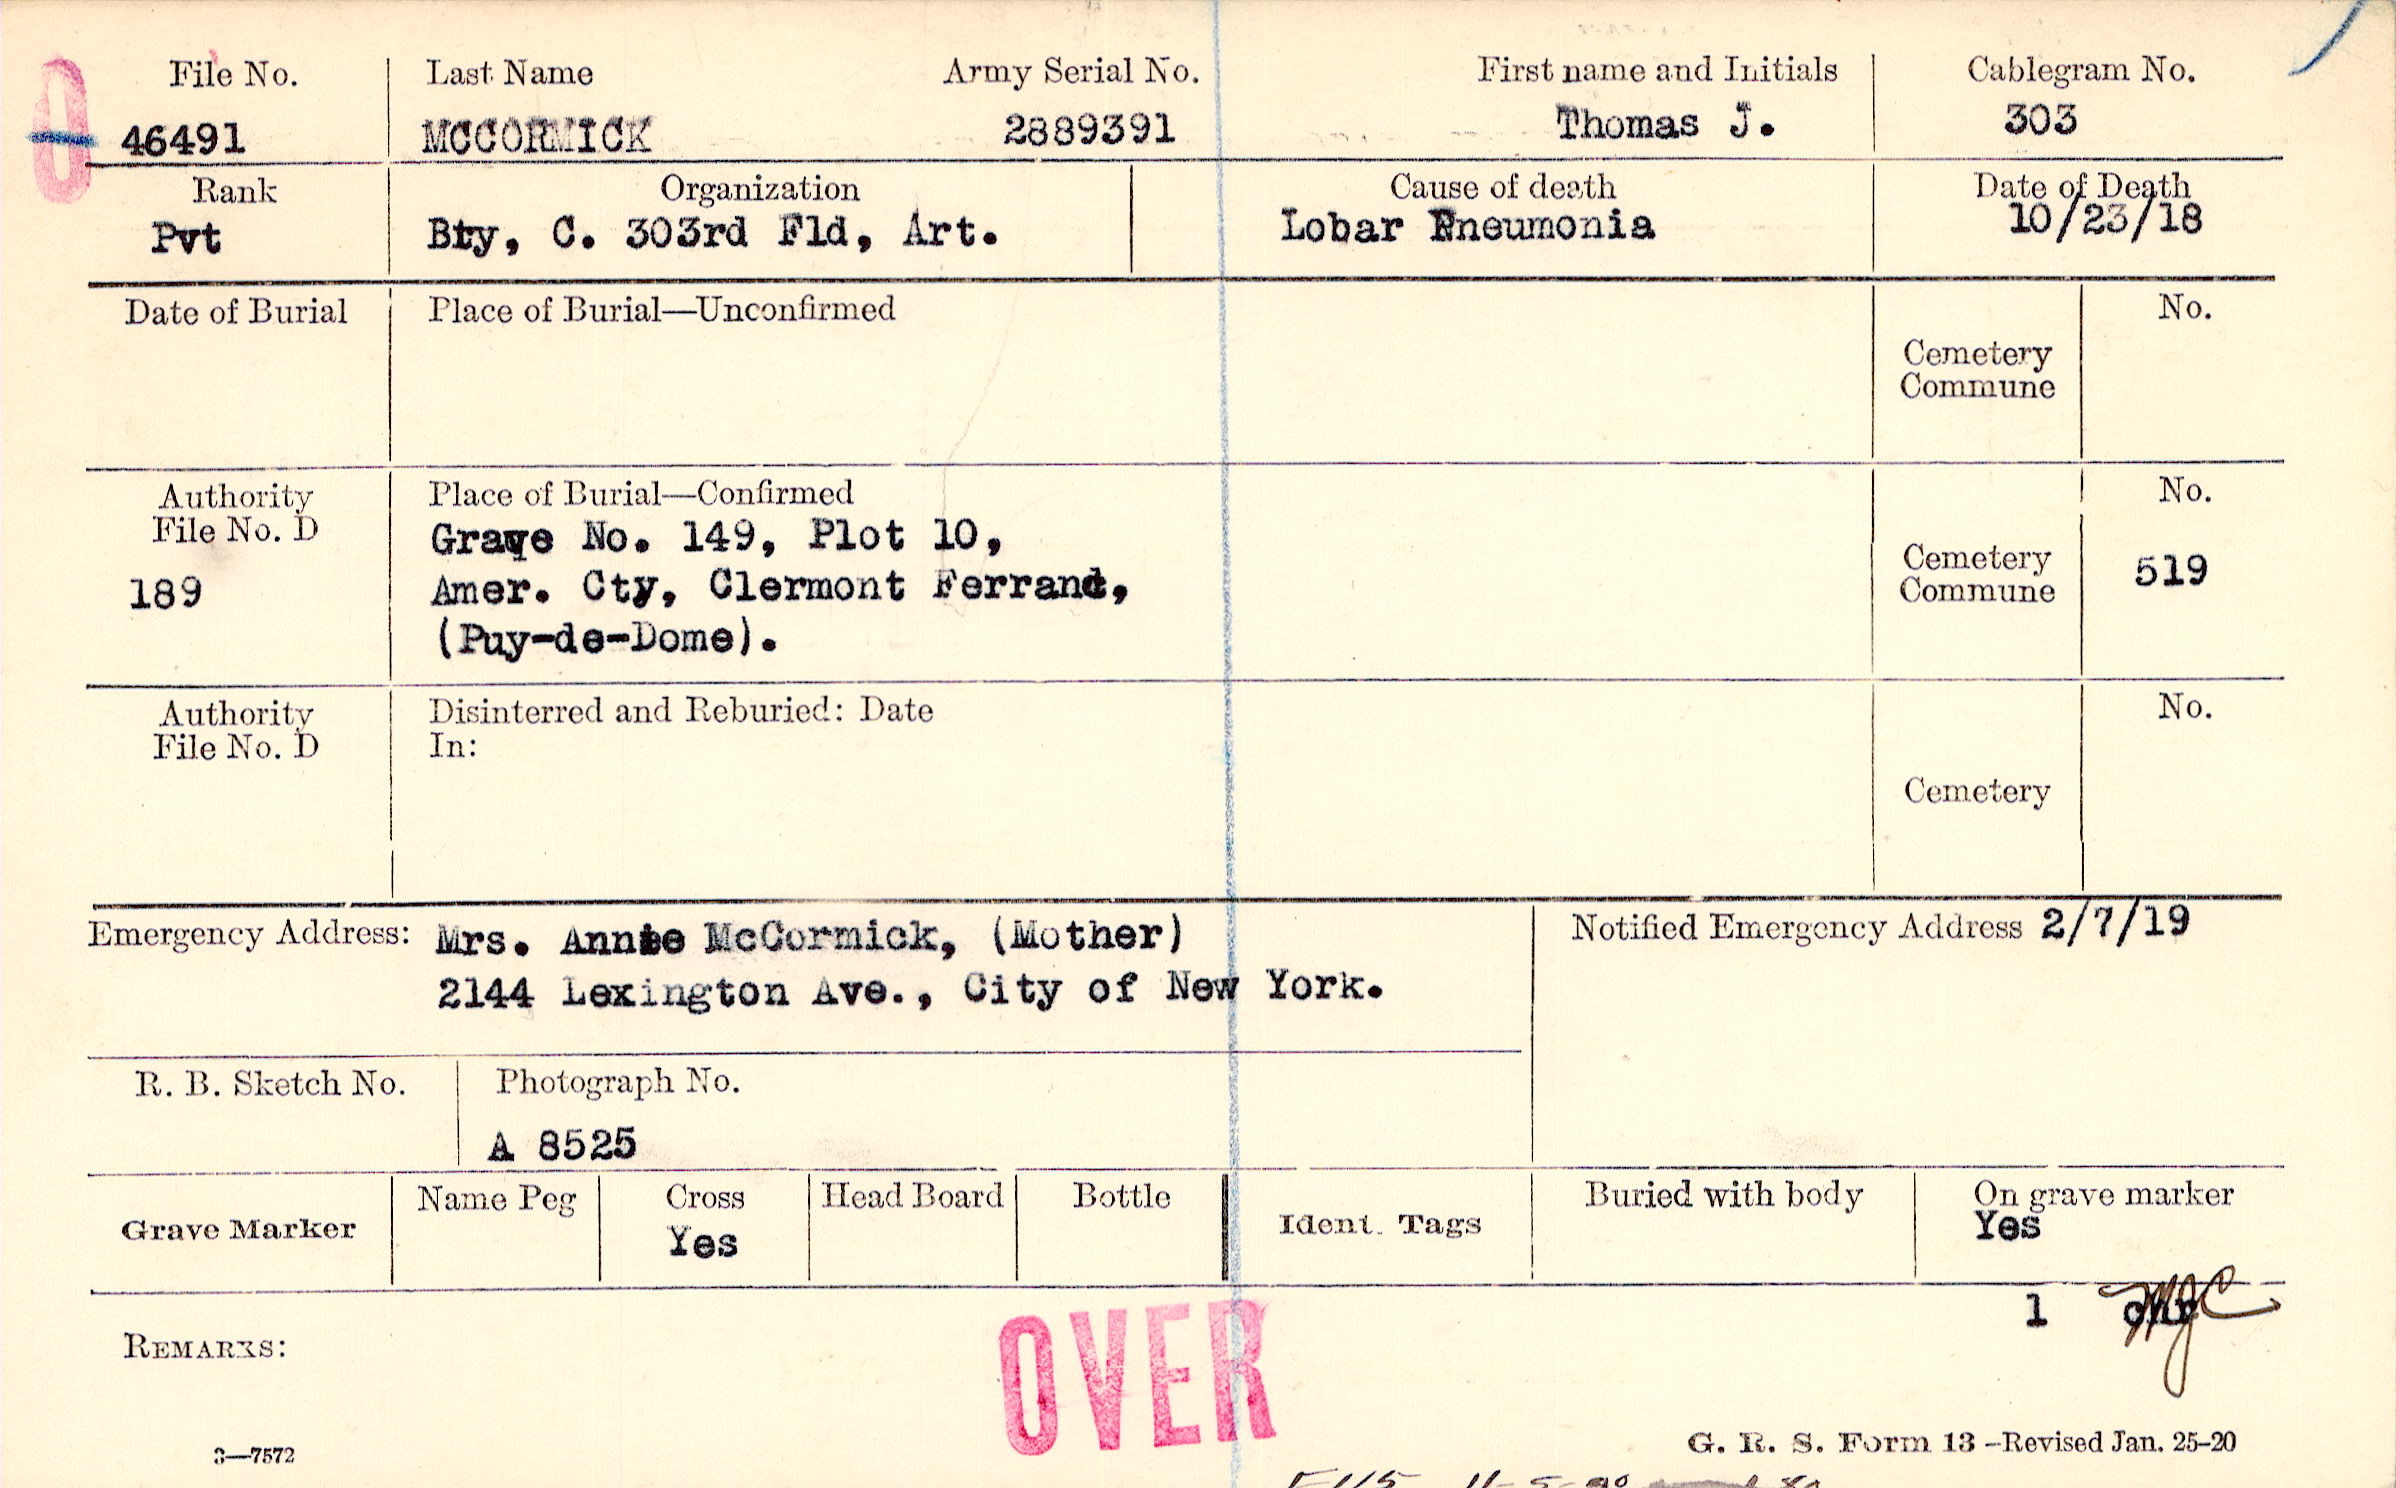 File No. Last Name Army Serial No. First name and Initials Cablegram No.
46491 MCCORMICK 2889391 Thomas J. 303
Rank Organization Cause of death Date of Death
Pvt Bty, C. 303rd Fld, Art. Lobar Pneumonia 10/23/18
Date of Burial Place of Burial—Unconfirmed No.
Cemetery
Commune
Authority Place of Burial—Confirmed No.
File No. D
Grave No. 149, Plot 10,
189 Amer. Cty, Clermont Ferrand, Cemetery 519
Commune
(Puy-de-Dome).
Authority Disinterred and Reburied: Date No.
File No. D In:
Cemetery
Emergency Address: Mrs. Annie McCormick, (Mother) Notified Emergency Address 2/7/19
2144 Lexington Ave., City of New York.
R. B. Sketch No. Photograph No.
A 8525
Grave Marker Name Peg Cross Head Board Bottle Ident. Tags Buried with body On grave marker
Yes Yes
1
REMARKS:
OVER
3—7572 G. R. S. Form 13—Revised Jan. 25-20